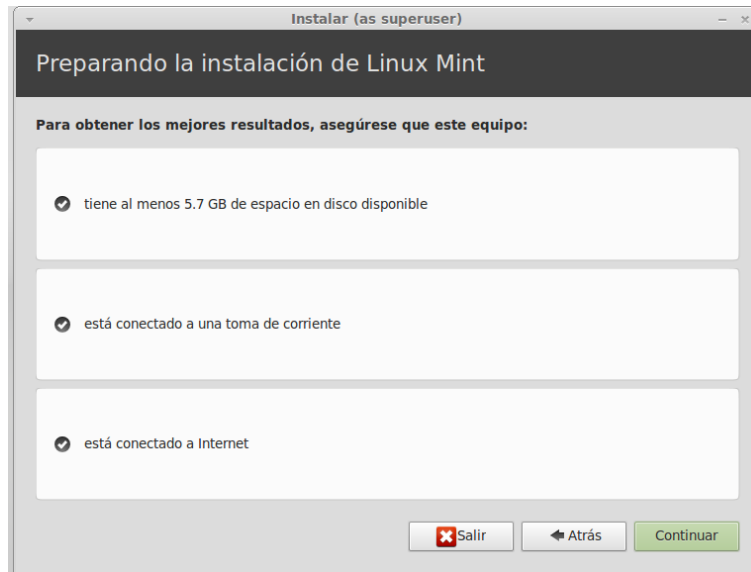 Instalar (as superuser)
Preparando la instalación de Linux Mint
Para obtener los mejores resultados, asegúrese que este equipo:
tiene al menos 5.7 GB de espacio en disco disponible
está conectado a una toma de corriente
está conectado a Internet
Salir
Atrás
Continuar